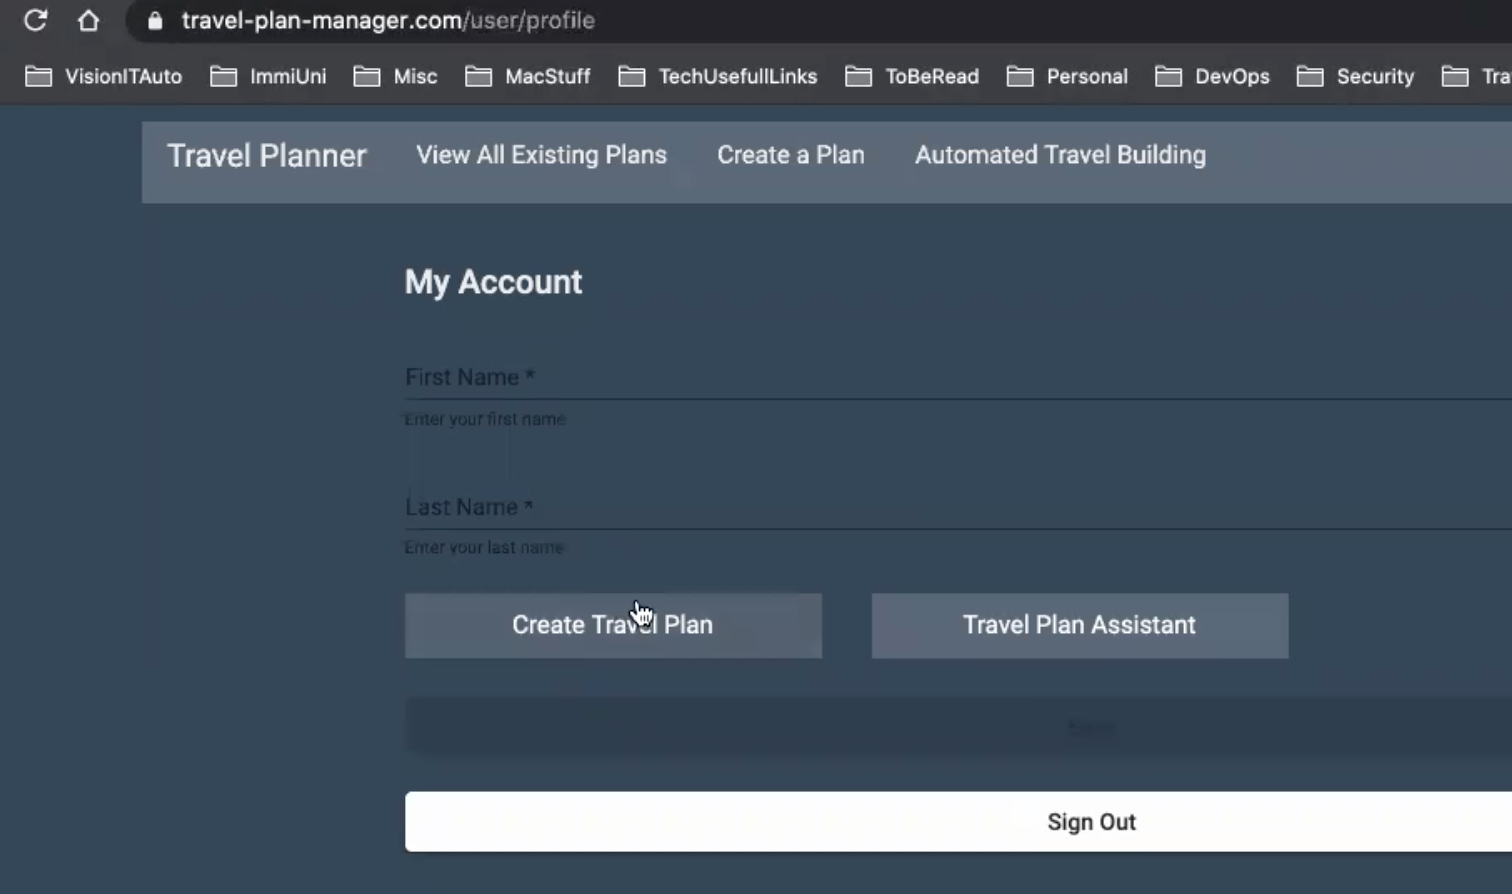 travel-plan-manager.com/user/profile
VisionITAuto ImmiUni Misc MacStuff TechUsefullLinks ToBeRead Personal DevOps Security Tra
Travel Planner View All Existing Plans Create a Plan Automated Travel Building
My Account
First Name *
Enter your first name
Last Name *
Enter your last name
Create Travel Plan Travel Plan Assistant
Sign Out